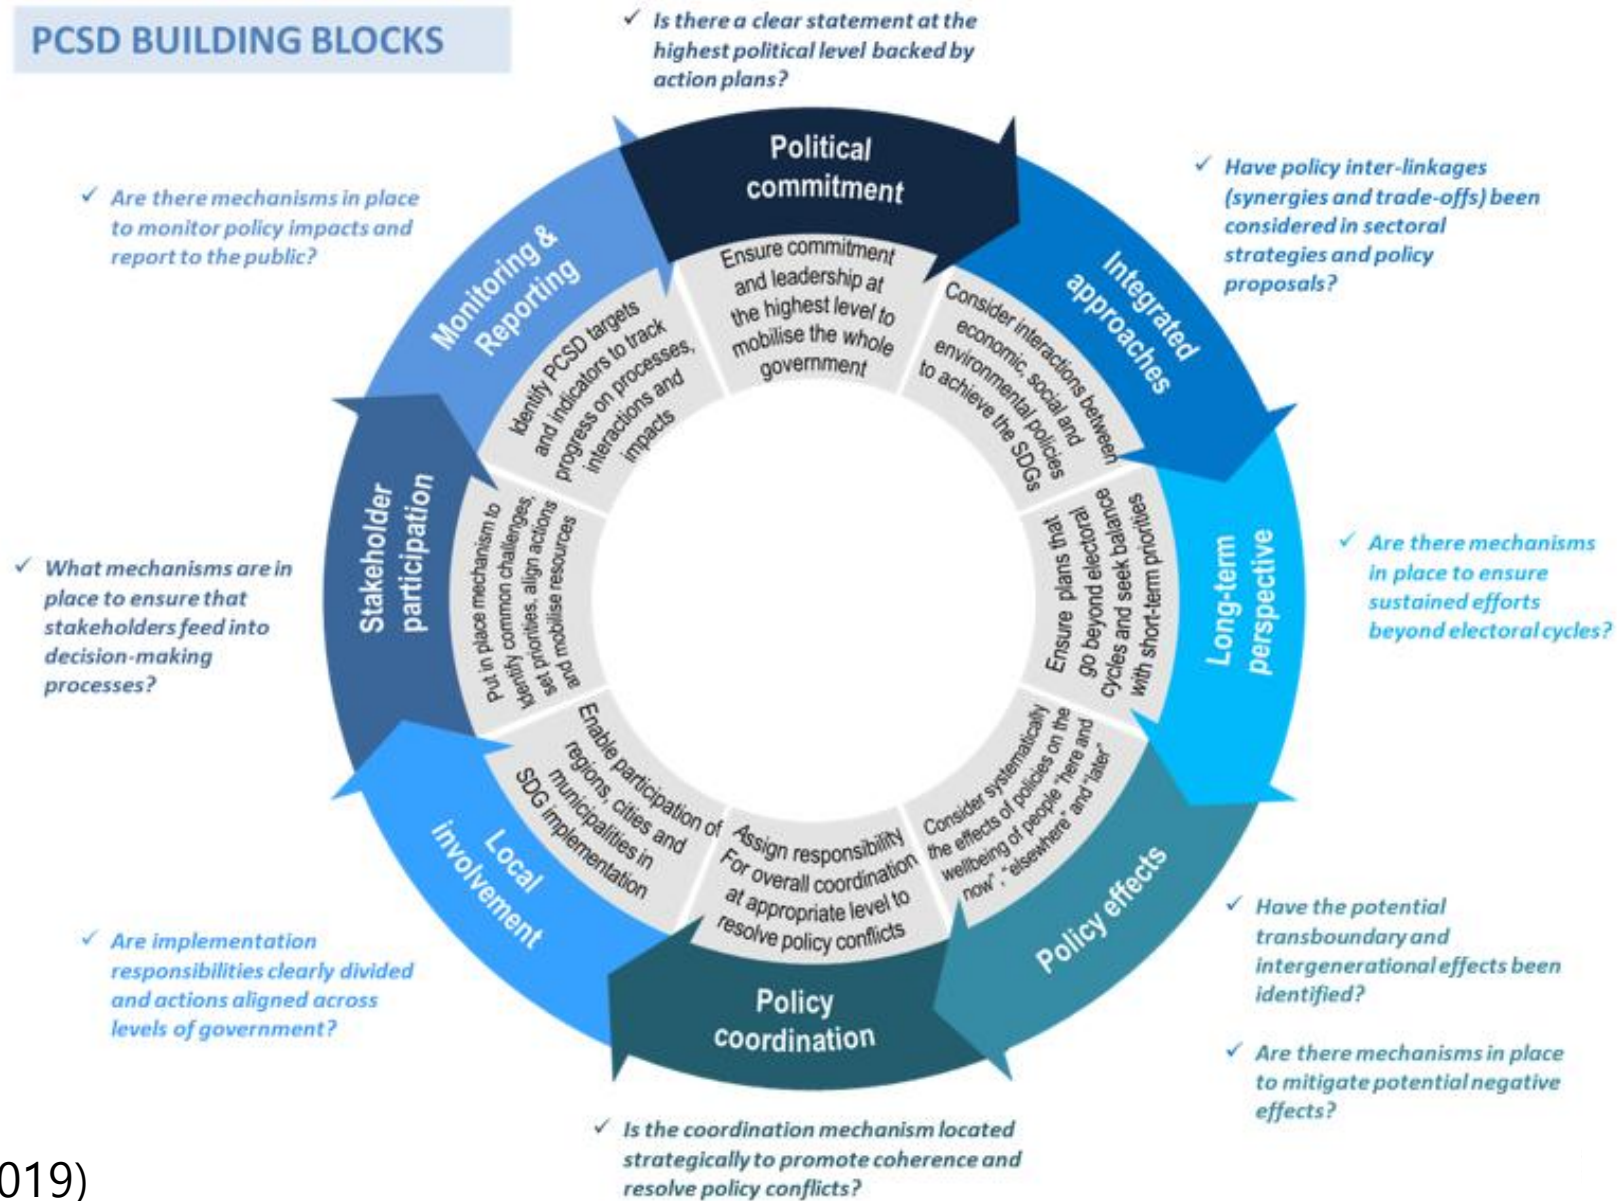 PCSD BUILDING BLOCKS
✓ Is there a clear statement at the
highest political level backed by
action plans?
Political
commitment
Ensure commitment
and leadership at
the highest level to
mobilise the whole
government
✓ Have policy inter-linkages
(synergies and trade-offs) been
considered in sectoral
strategies and policy
proposals?
Integrated
approaches
Consider interactions between
economic, social and
environmental policies
to achieve the SDGs
✓ Are there mechanisms
in place to ensure
sustained efforts
beyond electoral cycles?
Long-term
perspective
Ensure plans that
go beyond electoral
cycles and seek balance
with short-term priorities
✓ Have the potential
transboundary and
intergenerational effects been
identified?
✓ Are there mechanisms in place
to mitigate potential negative
effects?
Policy effects
Consider systematically
the effects of policies on the
wellbeing of people "here and
now", "elsewhere" and "later"
Policy
coordination
Assign responsibility
For overall coordination
at appropriate level to
resolve policy conflicts
✓ Is the coordination mechanism located
strategically to promote coherence and
resolve policy conflicts?
Local
involvement
Enable participation of
regions, cities and
municipalities in
SDG implementation
✓ Are implementation
responsibilities clearly divided
and actions aligned across
levels of government?
Stakeholder
participation
Put in place mechanism to
identify common challenges,
set priorities, align actions
and mobilise resources
✓ What mechanisms are in
place to ensure that
stakeholders feed into
decision-making
processes?
Monitoring &
Reporting
Identify PCSD targets
and indicators to track
progress on processes,
interactions and
impacts
✓ Are there mechanisms in place
to monitor policy impacts and
report to the public?
019)